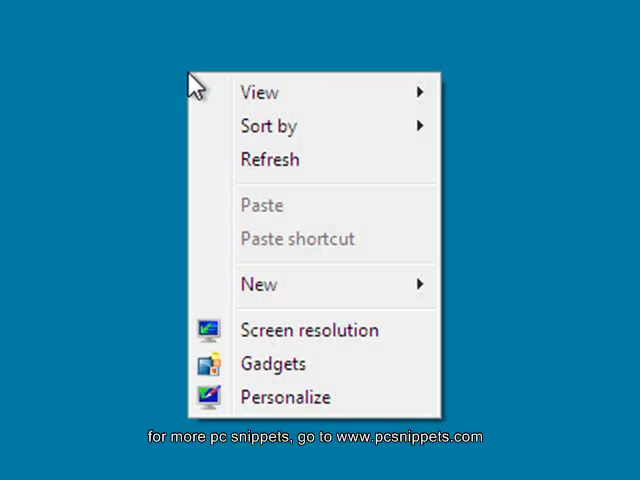 View
Sort by
Refresh
Paste
Paste shortcut
New
Screen resolution
Gadgets
Personalize
for more pc snippets, go to www.pcsnippets.com